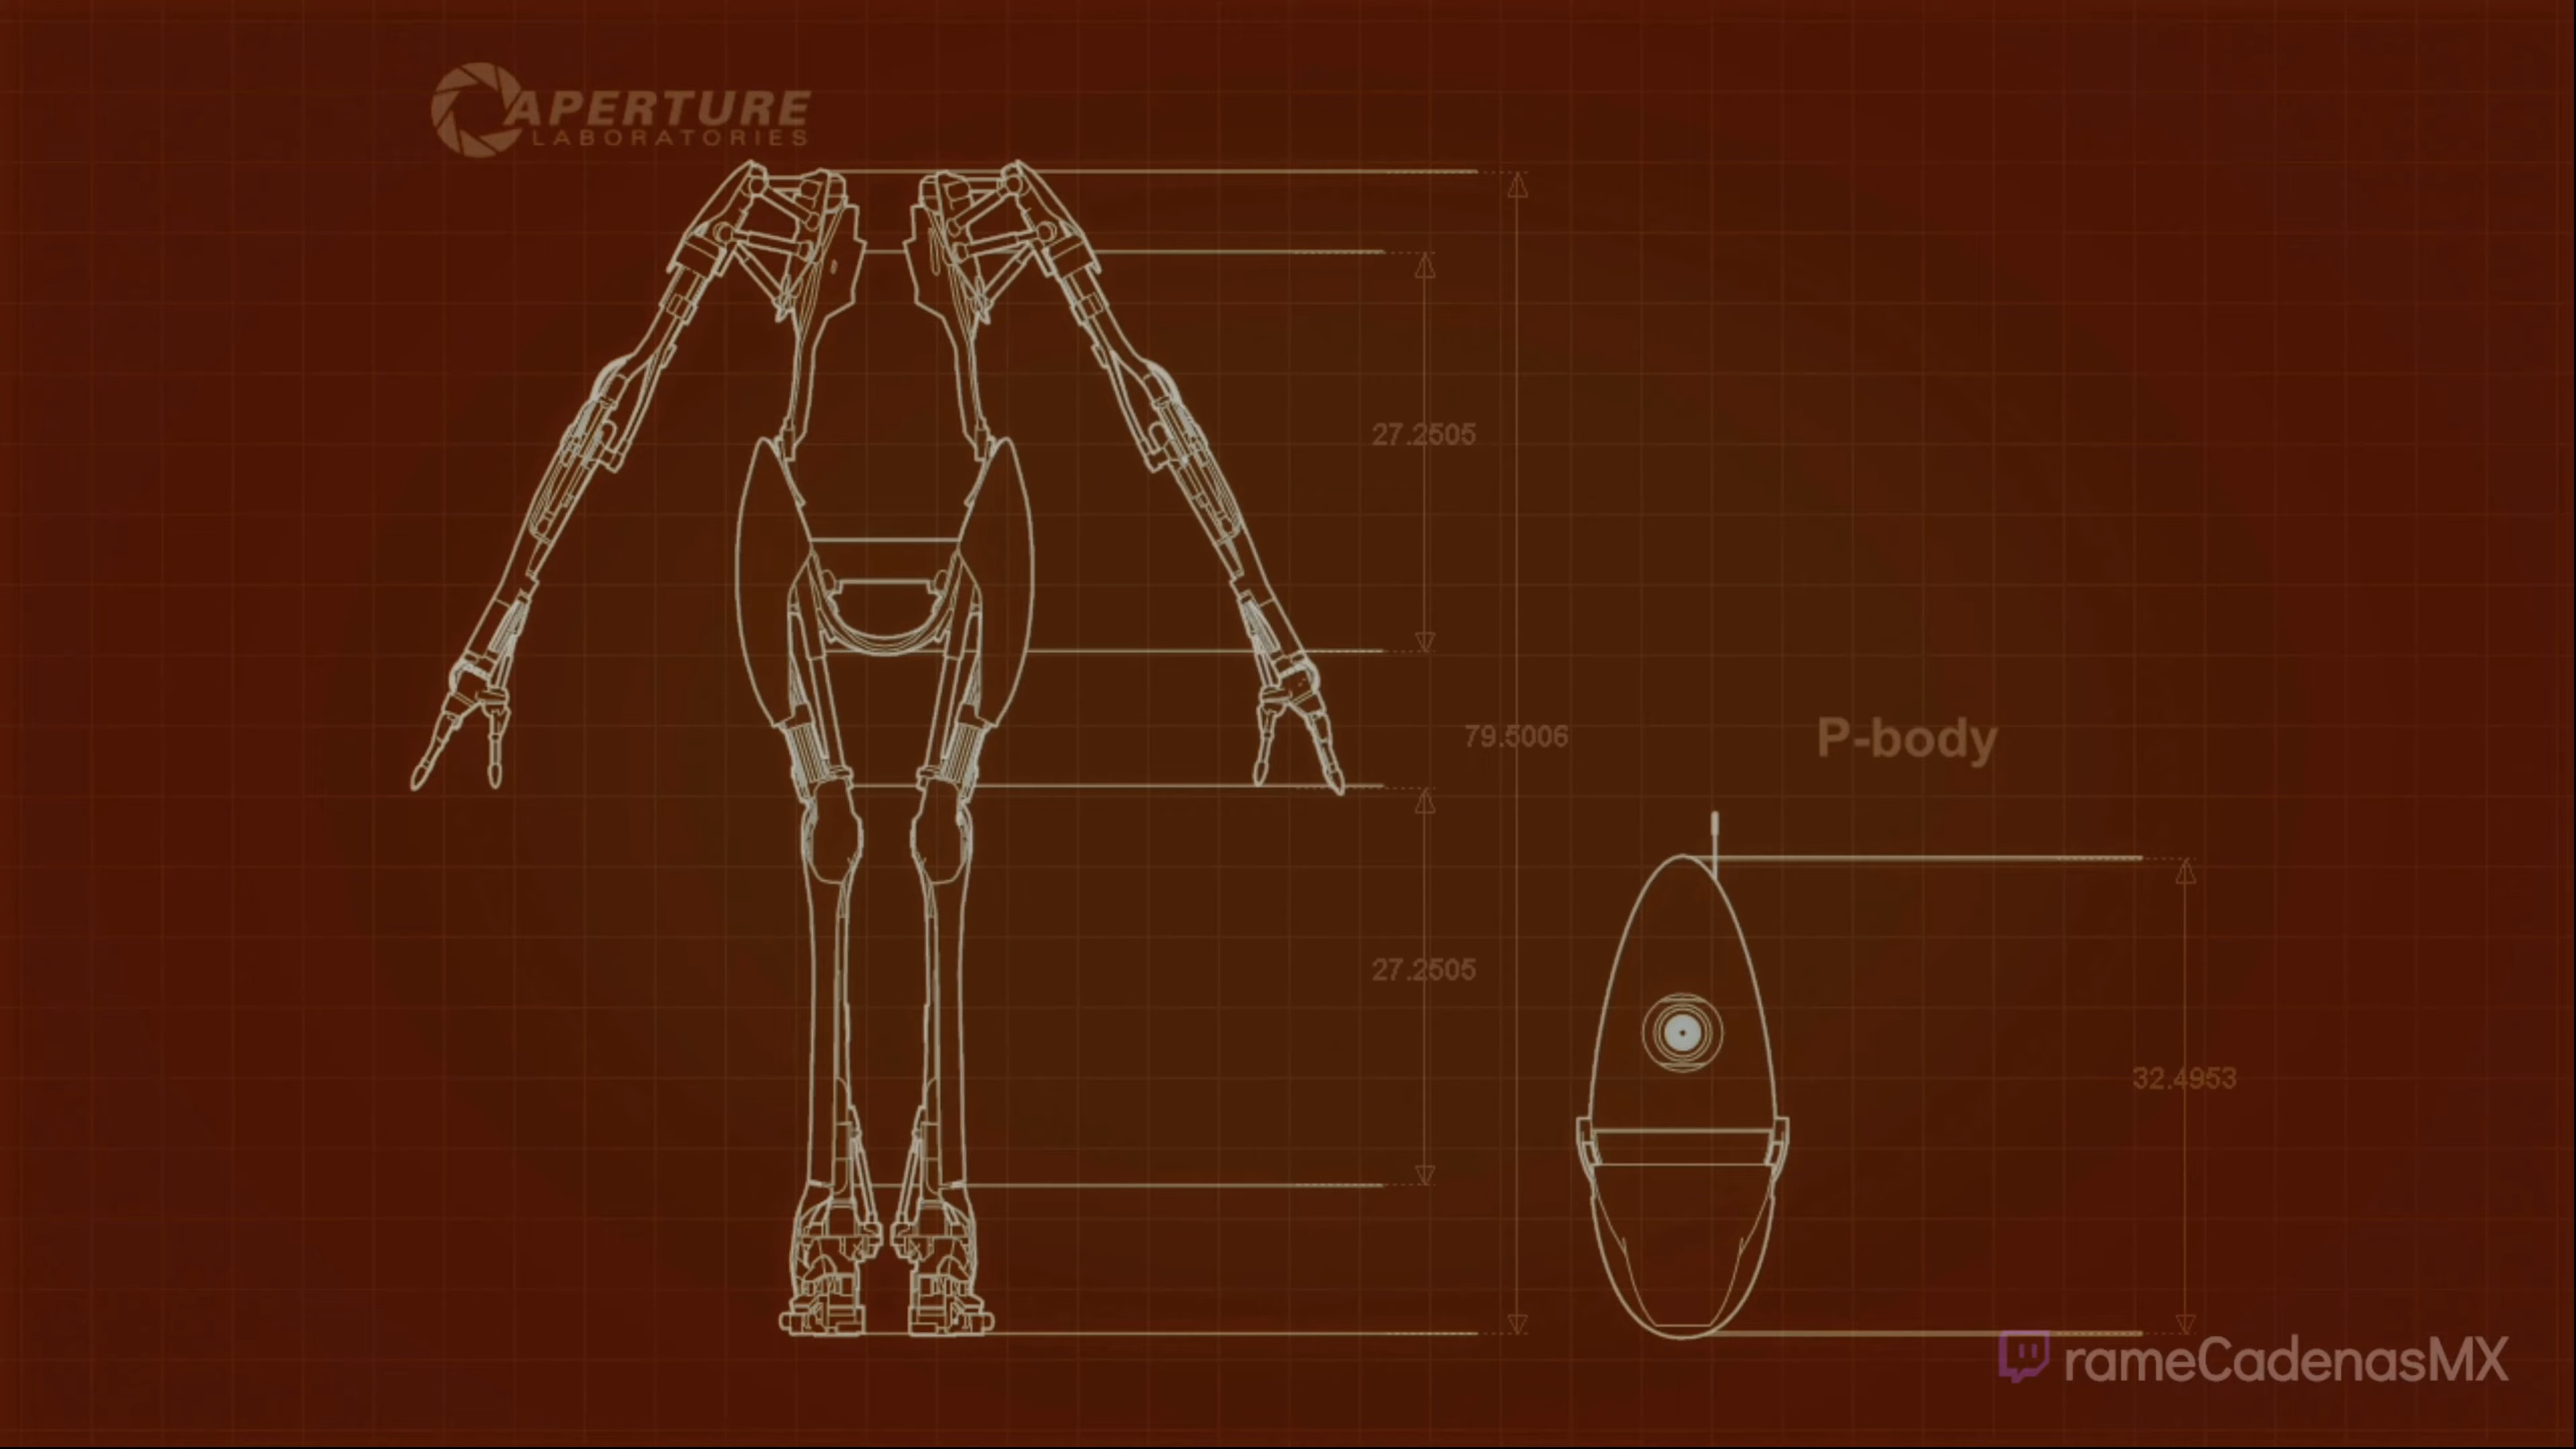 APERTURE
LABORATORIES
27.2505
79.5006
P-body
27.2505
32.4953
rameCadenasMX